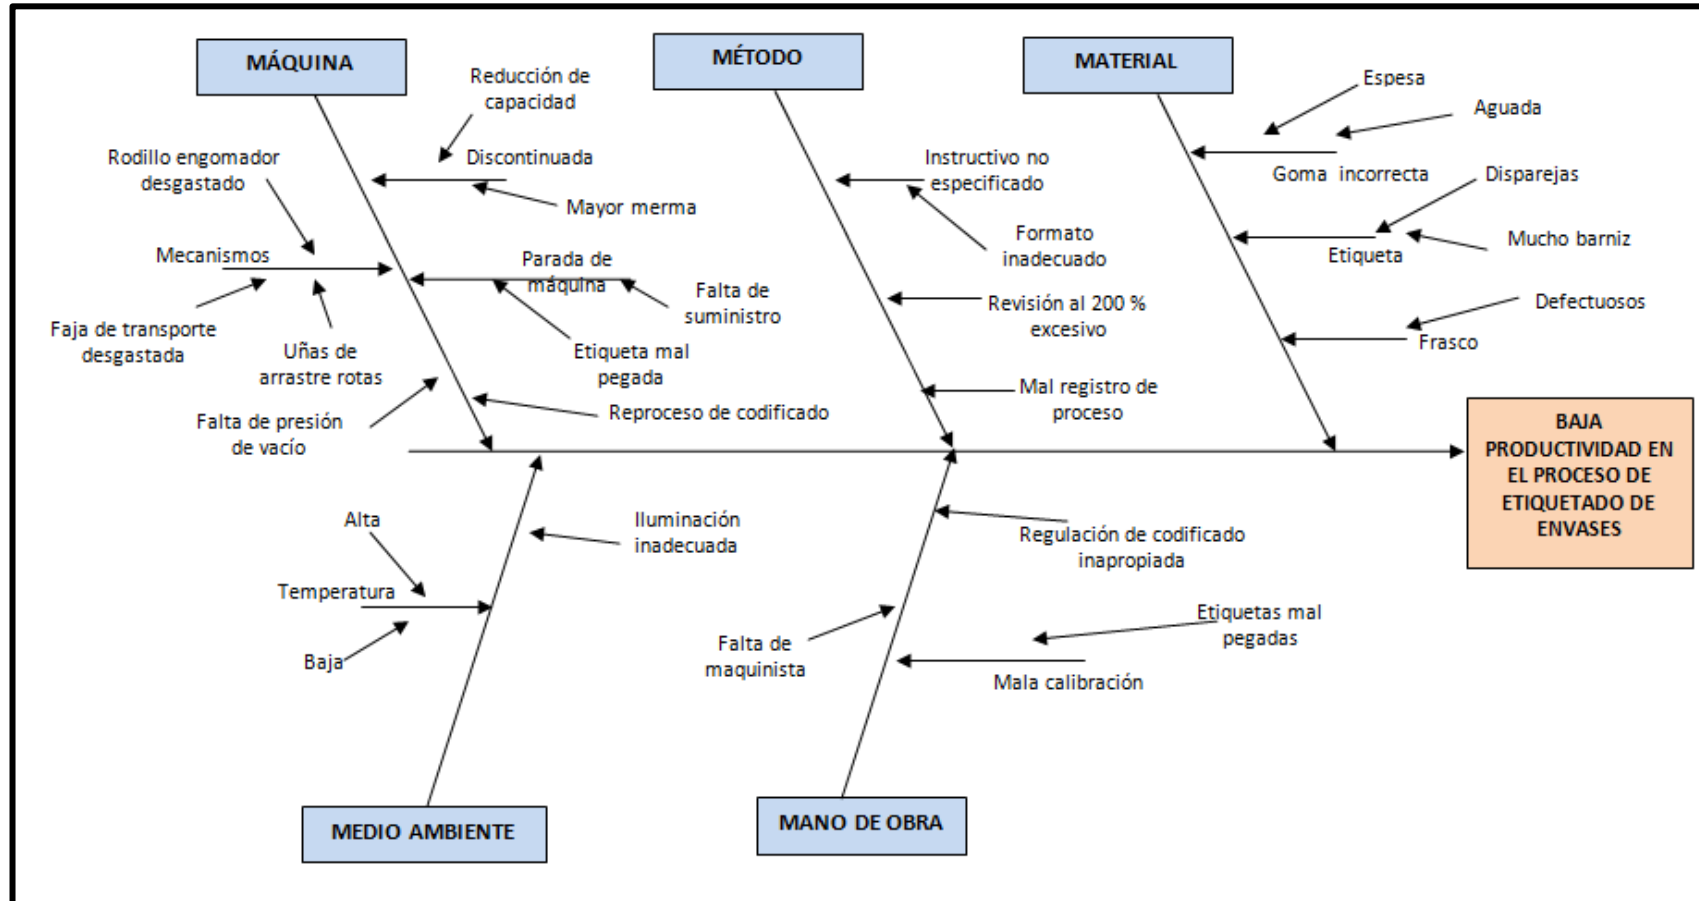 MÁQUINA
MÉTODO
MATERIAL
Reducción de
capacidad
Discontinuada
Mayor merma
Rodillo engomador
desgastado
Mecanismos
Faja de transporte
desgastada
Uñas de
arrastre rotas
Parada de
máquina
Falta de
suministro
Etiqueta mal
pegada
Falta de presión
de vacío
Reproceso de codificado
Instructivo no
especificado
Formato
inadecuado
Revisión al 200 %
excesivo
Mal registro de
proceso
Espesa
Aguada
Goma incorrecta
Disparejas
Mucho barniz
Etiqueta
Defectuosos
Frasco
BAJA
PRODUCTIVIDAD EN
EL PROCESO DE
ETIQUETADO DE
ENVASES
Alta
Temperatura
Baja
Iluminación
inadecuada
Regulación de codificado
inapropiada
Falta de
maquinista
Etiquetas mal
pegadas
Mala calibración
MEDIO AMBIENTE
MANO DE OBRA